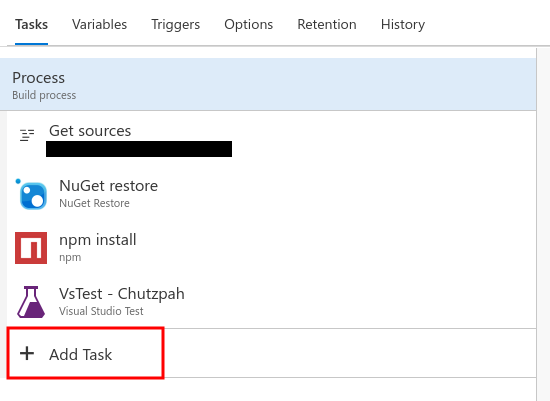 Tasks Variables Triggers Options Retention History
Process
Build process
Get sources
NuGet restore
NuGet Restore
npm install
npm
VsTest - Chutzpah
Visual Studio Test
+ Add Task